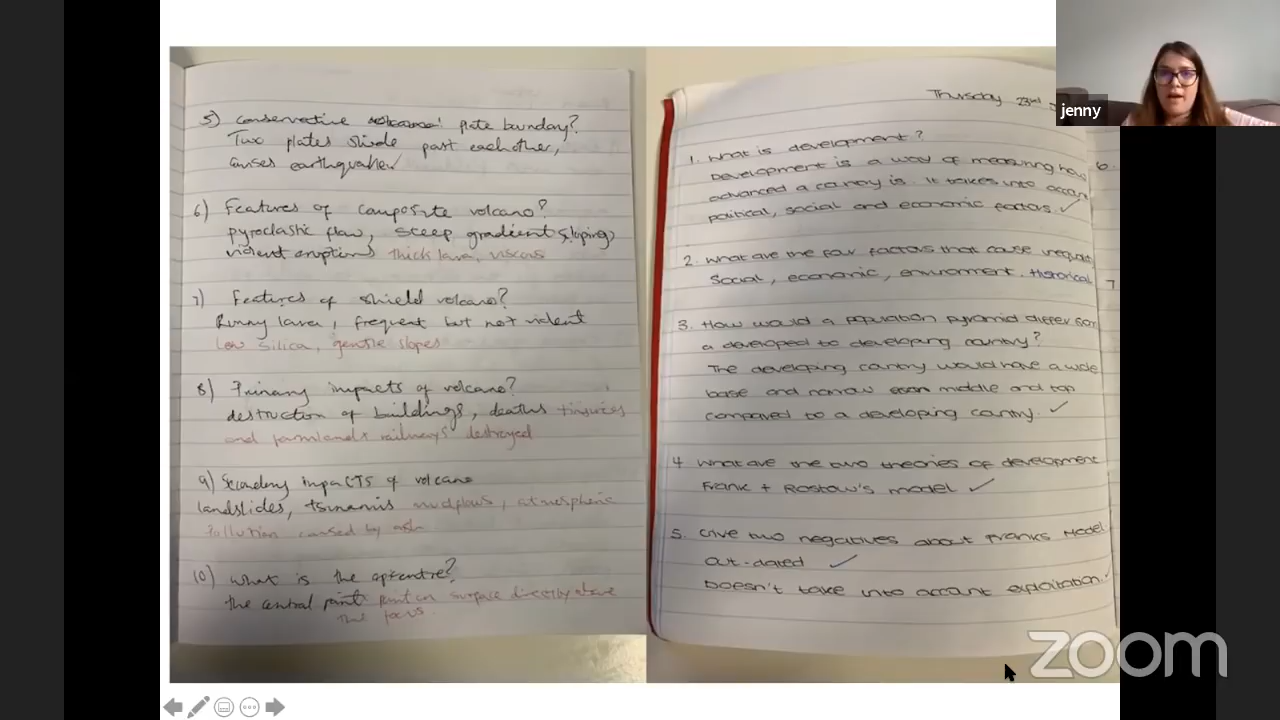 5) conservative plate boundary?
Two plates slide past each other,
causes earthquakes
6) Features of composite volcano?
pyroclastic flow, steep gradient sloping
violent eruptions thick lava, viscous
7) Features of shield volcano?
Runny lava, frequent but not violent
low silica, gentle slopes
8) Primary impacts of volcano?
destruction of buildings, deaths
and farmland + railways destroyed
9) Secondary impacts of volcano
landslides, tsunamis mudflows, atmospheric
Pollution caused by ash
10) What is the epicentre?
the central point Point on surface directly above
the focus
Thursday 23rd
1. What is development?
Development is a way of measuring how
advanced a country is. It takes into account
political, social and economic factors.
2. What are the four factors that cause
Social, economic, enviroment. Historical
3. How would a population pyramid differ
a developed to developing country?
The developing country would have a wide
base and narrow middle and top
compared to a developing country.
4 What are the two theories of development
Frank + Rostow's model
5. Give two negatives about Franks Model
Out-dated
Doesn't take into account exploitation.
6.
7
jenny
zoom